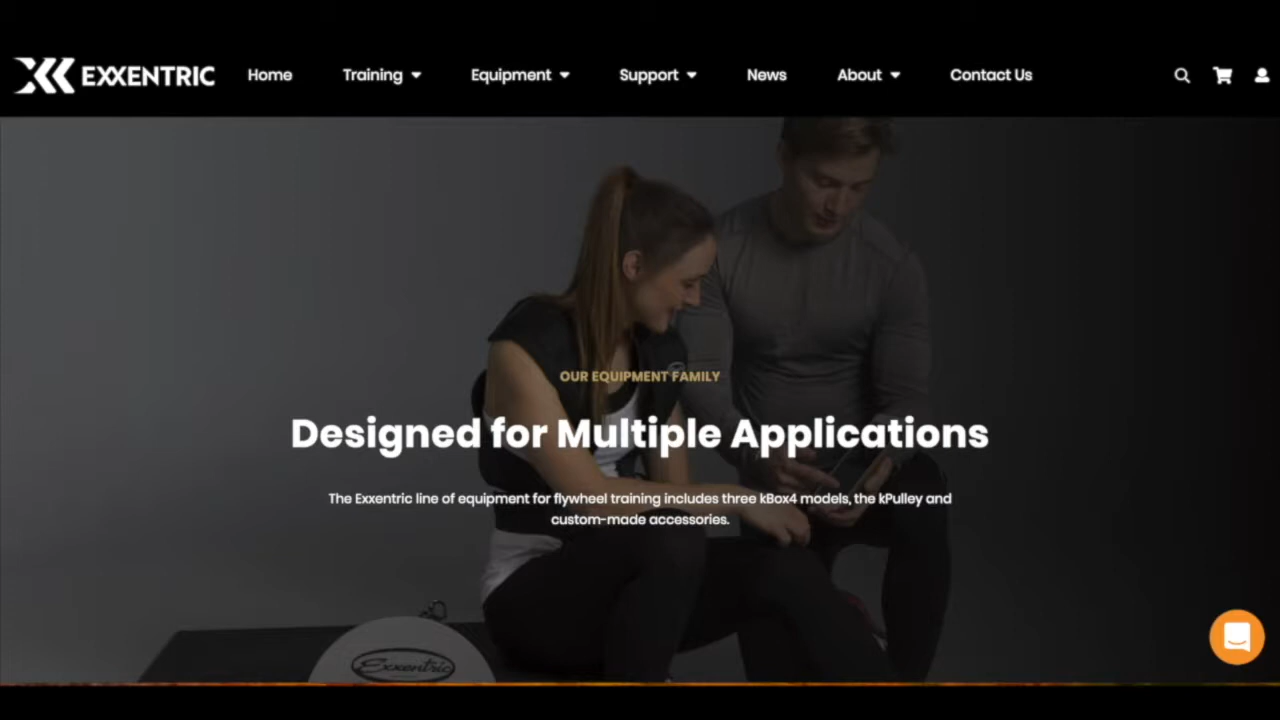 EXXENTRIC
Home
Training
Equipment
Support
News
About
Contact Us
OUR EQUIPMENT FAMILY
Designed for Multiple Applications
The Exxentric line of equipment for flywheel training includes three kBox4 models, the kPulley and
custom-made accessories.
Exxentric